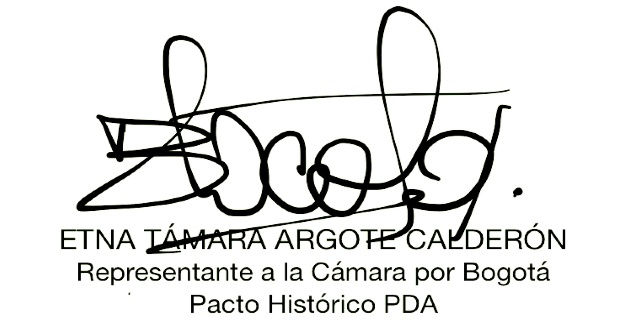 ETNA TÁMARA ARGOTE CALDERÓN
Representante a la Cámara por Bogotá
Pacto Histórico PDA